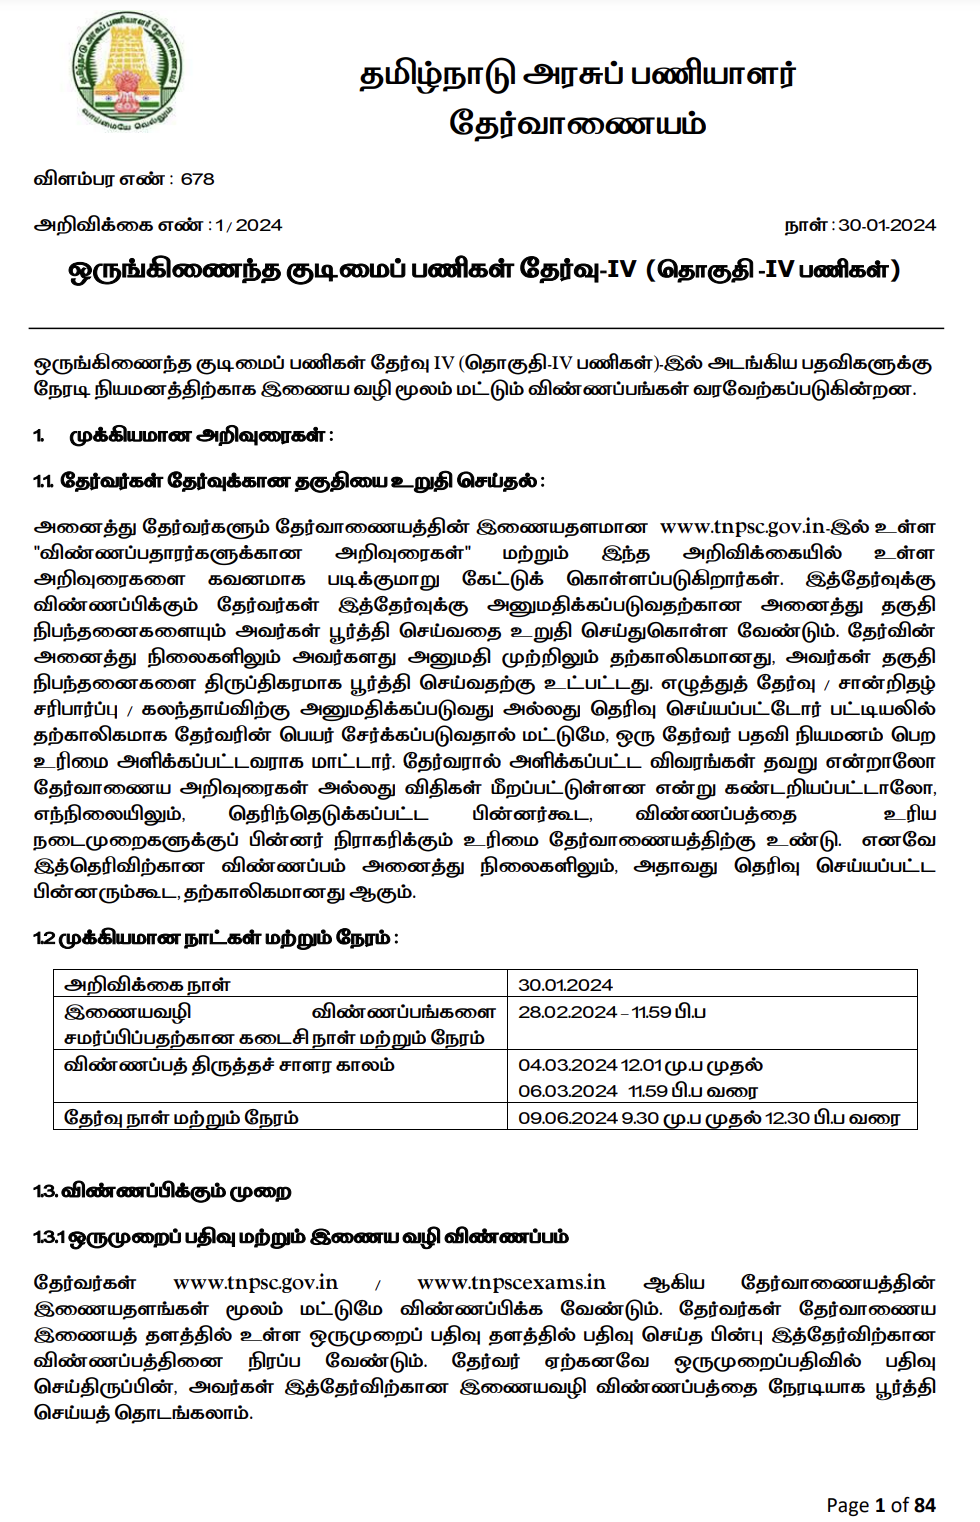 தமிழ்நாடு அரசுப் பணியாளர் தேர்வாணையம்
வாய்மையே வெல்லும்
தமிழ்நாடு அரசுப் பணியாளர்
தேர்வாணையம்
விளம்பர எண் : 678
அறிவிக்கை எண் : 1 / 2024 நாள் : 30-01-2024
ஒருங்கிணைந்த குடிமைப் பணிகள் தேர்வு-IV (தொகுதி -IV பணிகள்)
ஒருங்கிணைந்த குடிமைப் பணிகள் தேர்வு IV (தொகுதி-IV பணிகள்)-இல் அடங்கிய பதவிகளுக்கு
நேரடி நியமனத்திற்காக இணைய வழி மூலம் மட்டும் விண்ணப்பங்கள் வரவேற்கப்படுகின்றன.
1. முக்கியமான அறிவுரைகள் :
1.1. தேர்வர்கள் தேர்வுக்கான தகுதியை உறுதி செய்தல் :
அனைத்து தேர்வர்களும் தேர்வாணையத்தின் இணையதளமான www.tnpsc.gov.in-இல் உள்ள
"விண்ணப்பதாரர்களுக்கான அறிவுரைகள்" மற்றும் இந்த அறிவிக்கையில் உள்ள
அறிவுரைகளை கவனமாக படிக்குமாறு கேட்டுக் கொள்ளப்படுகிறார்கள். இத்தேர்வுக்கு
விண்ணப்பிக்கும் தேர்வர்கள் இத்தேர்வுக்கு அனுமதிக்கப்படுவதற்கான அனைத்து தகுதி
நிபந்தனைகளையும் அவர்கள் பூர்த்தி செய்வதை உறுதி செய்துகொள்ள வேண்டும். தேர்வின்
அனைத்து நிலைகளிலும் அவர்களது அனுமதி முற்றிலும் தற்காலிகமானது, அவர்கள் தகுதி
நிபந்தனைகளை திருப்திகரமாக பூர்த்தி செய்வதற்கு உட்பட்டது. எழுத்துத் தேர்வு / சான்றிதழ்
சரிபார்ப்பு / கலந்தாய்விற்கு அனுமதிக்கப்படுவது அல்லது தெரிவு செய்யப்பட்டோர் பட்டியலில்
தற்காலிகமாக தேர்வரின் பெயர் சேர்க்கப்படுவதால் மட்டுமே, ஒரு தேர்வர் பதவி நியமனம் பெற
உரிமை அளிக்கப்பட்டவராக மாட்டார். தேர்வரால் அளிக்கப்பட்ட விவரங்கள் தவறு என்றாலோ
தேர்வாணைய அறிவுரைகள் அல்லது விதிகள் மீறப்பட்டுள்ளன என்று கண்டறியப்பட்டாலோ,
எந்நிலையிலும், தெரிந்தெடுக்கப்பட்ட பின்னர்கூட, விண்ணப்பத்தை உரிய
நடைமுறைகளுக்குப் பின்னர் நிராகரிக்கும் உரிமை தேர்வாணையத்திற்கு உண்டு. எனவே
இத்தெரிவிற்கான விண்ணப்பம் அனைத்து நிலைகளிலும், அதாவது தெரிவு செய்யப்பட்ட
பின்னரும்கூட, தற்காலிகமானது ஆகும்.
1.2 முக்கியமான நாட்கள் மற்றும் நேரம் :
அறிவிக்கை நாள் 30.01.2024
இணையவழி விண்ணப்பங்களை 28.02.2024 – 11.59 பி.ப
சமர்ப்பிப்பதற்கான கடைசி நாள் மற்றும் நேரம்
விண்ணப்பத் திருத்தச் சாளர காலம் 04.03.2024 12.01 மு.ப முதல்
06.03.2024 11.59 பி.ப வரை
தேர்வு நாள் மற்றும் நேரம் 09.06.2024 9.30 மு.ப முதல் 12.30 பி.ப வரை
1.3. விண்ணப்பிக்கும் முறை
1.3.1 ஒருமுறைப் பதிவு மற்றும் இணைய வழி விண்ணப்பம்
தேர்வர்கள் www.tnpsc.gov.in / www.tnpscexams.in ஆகிய தேர்வாணையத்தின்
இணையதளங்கள் மூலம் மட்டுமே விண்ணப்பிக்க வேண்டும். தேர்வர்கள் தேர்வாணைய
இணையத் தளத்தில் உள்ள ஒருமுறைப் பதிவு தளத்தில் பதிவு செய்த பின்பு இத்தேர்விற்கான
விண்ணப்பத்தினை நிரப்ப வேண்டும். தேர்வர் ஏற்கனவே ஒருமுறைப்பதிவில் பதிவு
செய்திருப்பின், அவர்கள் இத்தேர்விற்கான இணையவழி விண்ணப்பத்தை நேரடியாக பூர்த்தி
செய்யத் தொடங்கலாம்.
Page 1 of 84